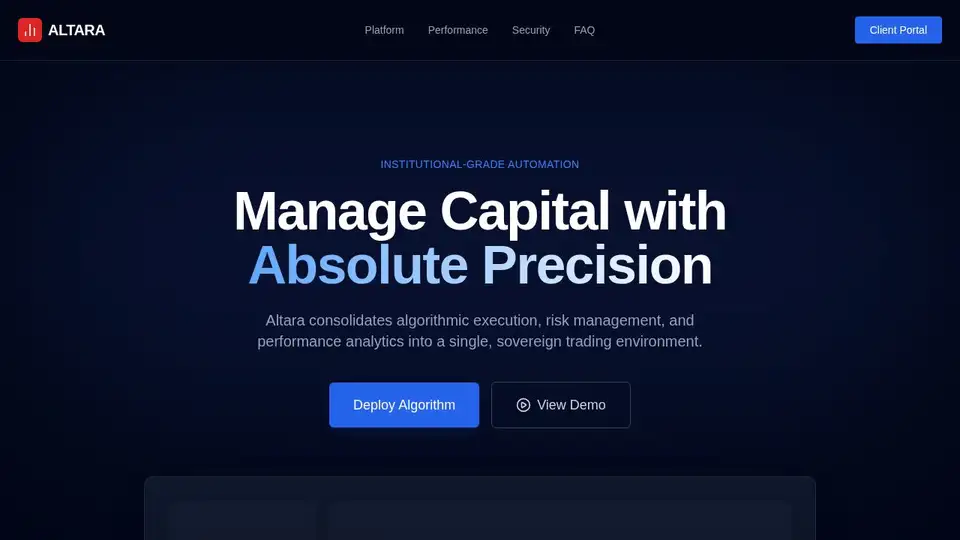 ALTARA
Platform
Performance
Security
FAQ
Client Portal
INSTITUTIONAL-GRADE AUTOMATION
Manage Capital with
Absolute Precision
Altara consolidates algorithmic execution, risk management, and
performance analytics into a single, sovereign trading environment.
Deploy Algorithm
View Demo